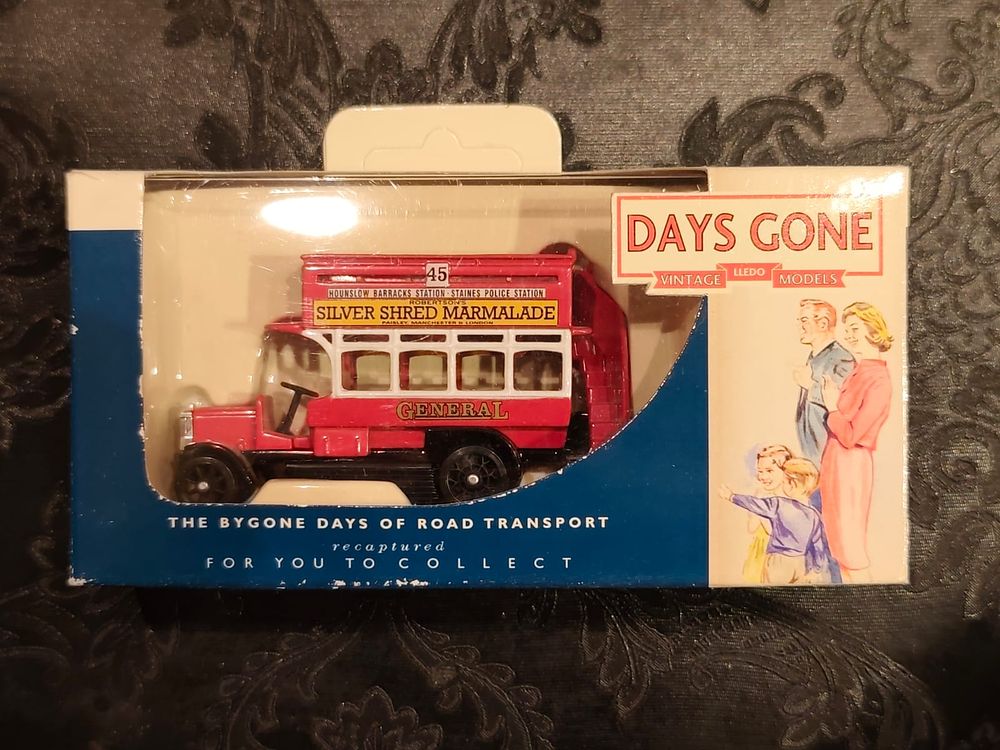 DAYS GONE
VINTAGE LLEDO MODELS
45
HOUNSLOW BARRACKS STATION - STAINES POLICE STATION
ROBERTSON'S
SILVER SHRED MARMALADE
PAISLEY, MANCHESTER & LONDON
GENERAL
THE BYGONE DAYS OF ROAD TRANSPORT
recaptured
FOR YOU TO COLLECT